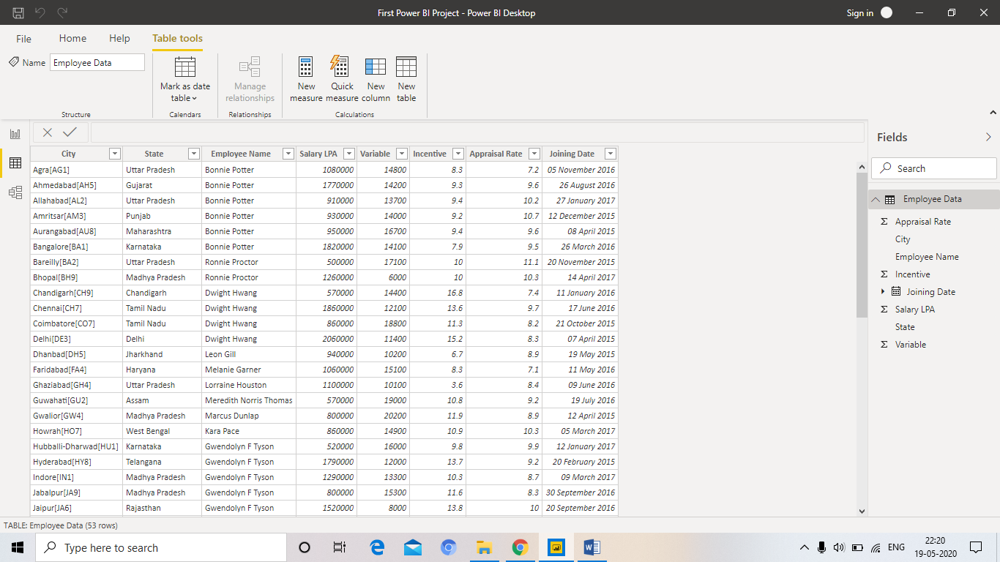 First Power BI Project - Power BI Desktop
Sign in
File Home Help Table tools
Name Employee Data
Mark as date table
Manage relationships
New measure
Quick measure
New column
New table
Structure Calendars Relationships Calculations
City State Employee Name Salary LPA Variable Incentive Appraisal Rate Joining Date
Agra[AG1] Uttar Pradesh Bonnie Potter 1080000 14800 8.3 7.2 05 November 2016
Ahmedabad[AH5] Gujarat Bonnie Potter 1770000 14200 9.3 9.6 26 August 2016
Allahabad[AL2] Uttar Pradesh Bonnie Potter 910000 13700 9.4 10.2 27 January 2017
Amritsar[AM3] Punjab Bonnie Potter 930000 14000 9.2 10.7 12 December 2015
Aurangabad[AU8] Maharashtra Bonnie Potter 950000 16700 9.4 9.6 08 April 2015
Bangalore[BA1] Karnataka Bonnie Potter 1820000 14100 7.9 9.5 26 March 2016
Bareilly[BA2] Uttar Pradesh Ronnie Proctor 500000 17100 10 11.1 20 November 2015
Bhopal[BH9] Madhya Pradesh Ronnie Proctor 1260000 6000 10 10.3 14 April 2017
Chandigarh[CH9] Chandigarh Dwight Hwang 570000 14400 16.8 7.4 11 January 2016
Chennai[CH7] Tamil Nadu Dwight Hwang 1860000 12100 13.6 9.7 17 June 2016
Coimbatore[CO7] Tamil Nadu Dwight Hwang 860000 18800 11.3 8.2 21 October 2015
Delhi[DE3] Delhi Dwight Hwang 2060000 11400 15.2 8.3 07 April 2015
Dhanbad[DH5] Jharkhand Leon Gill 940000 10200 6.7 8.9 19 May 2015
Faridabad[FA4] Haryana Melanie Garner 1060000 15100 8.3 7.1 11 May 2016
Ghaziabad[GH4] Uttar Pradesh Lorraine Houston 1100000 10100 3.6 8.4 09 June 2016
Guwahati[GU2] Assam Meredith Norris Thomas 570000 19000 10.8 9.2 19 July 2016
Gwalior[GW4] Madhya Pradesh Marcus Dunlap 800000 20200 11.9 8.9 12 April 2015
Howrah[HO7] West Bengal Kara Pace 860000 14900 10.9 10.3 05 March 2017
Hubballi-Dharwad[HU1] Karnataka Gwendolyn F Tyson 520000 16000 9.8 9.9 12 January 2017
Hyderabad[HY8] Telangana Gwendolyn F Tyson 1790000 12000 13.7 9.2 20 February 2015
Indore[IN1] Madhya Pradesh Gwendolyn F Tyson 1290000 13300 10.3 8.7 09 March 2017
Jabalpur[JA9] Madhya Pradesh Gwendolyn F Tyson 800000 15300 11.6 8.3 30 September 2016
Jaipur[JA6] Rajasthan Gwendolyn F Tyson 1520000 8000 13.8 10 20 September 2016
Fields
Search
Employee Data
Σ Appraisal Rate
City
Employee Name
Σ Incentive
Joining Date
Σ Salary LPA
State
Σ Variable
TABLE: Employee Data (53 rows)
Type here to search
ENG
22:20
19-05-2020